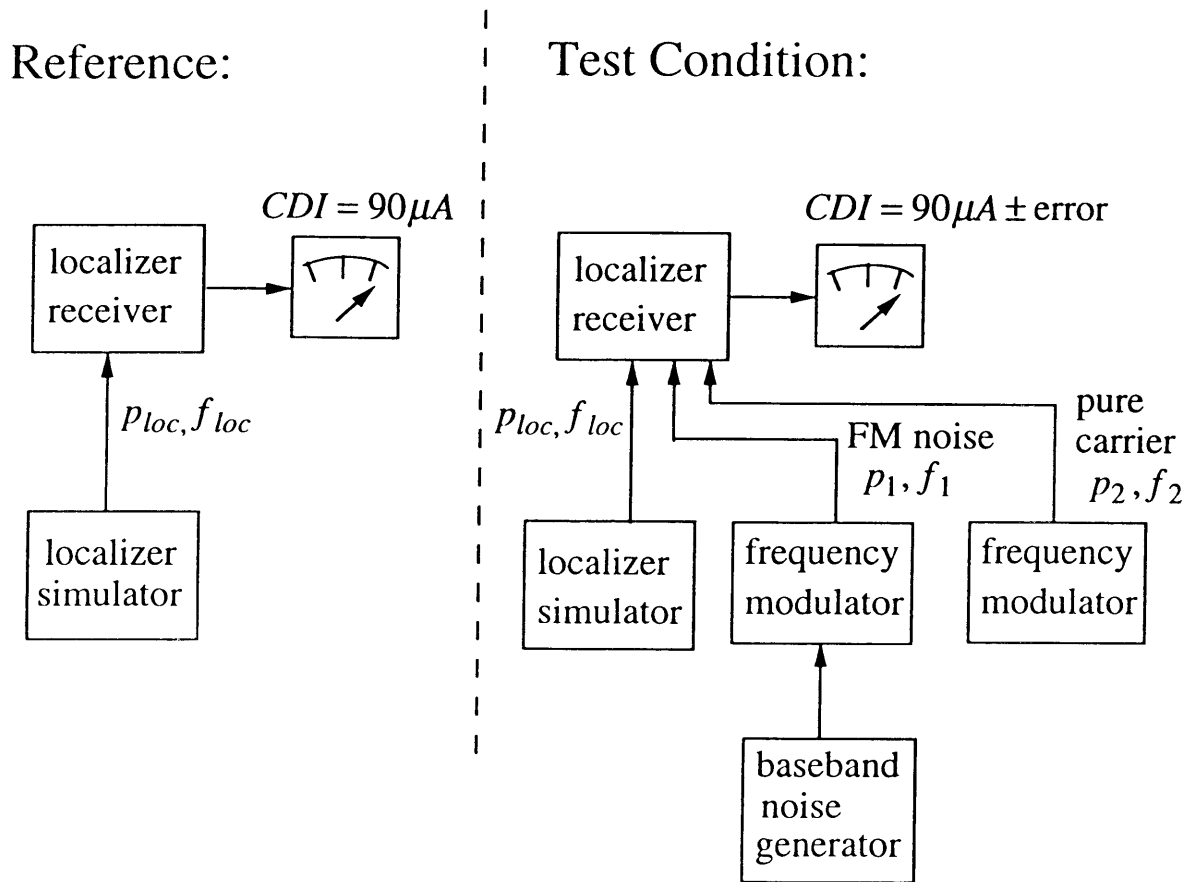 Reference:
CDI = 90μA
localizer
receiver
p_loc, f_loc
localizer
simulator
Test Condition:
CDI = 90μA ± error
localizer
receiver
p_loc, f_loc
FM noise
p_1, f_1
pure
carrier
p_2, f_2
localizer
simulator
frequency
modulator
frequency
modulator
baseband
noise
generator